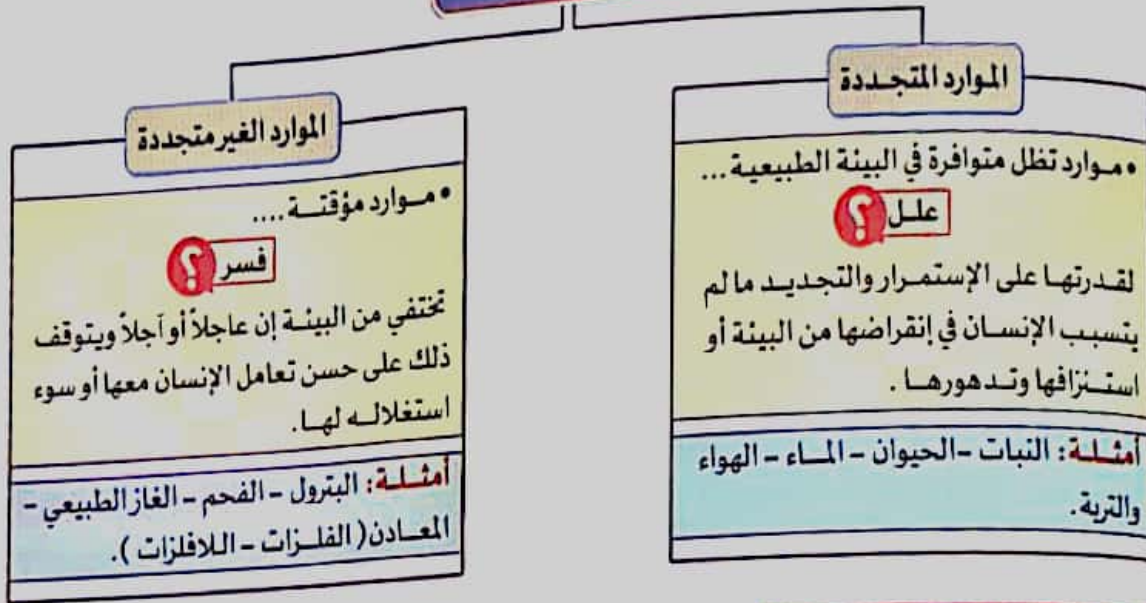 الموارد المتجددة
• موارد تظل متوافرة في البيئة الطبيعية ...
علل ؟
لقدرتها على الإستمرار والتجديد ما لم
يتسبب الإنسان في إنقراضها من البيئة أو
استنزافها وتدهورها .
أمثلة : النبات - الحيوان - الماء - الهواء
والتربة .
الموارد الغير متجددة
• موارد مؤقتة ....
فسر ؟
تختفي من البيئة إن عاجلاً أو آجلاً ويتوقف
ذلك على حسن تعامل الإنسان معها أو سوء
استغلاله لها .
أمثلة : البترول - الفحم - الغاز الطبيعي -
المعادن ( الفلزات - اللافلزات ) .